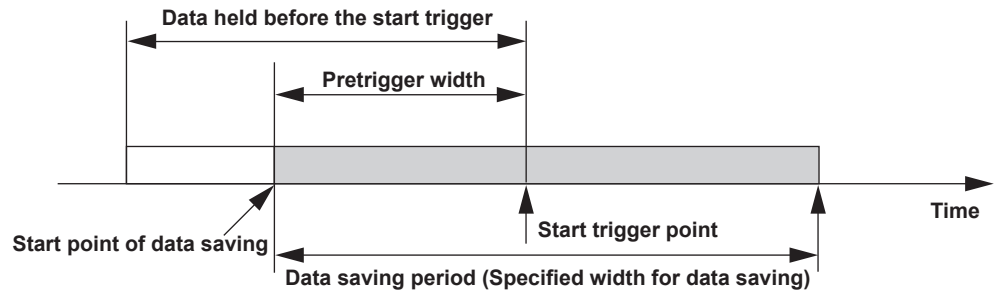 Data held before the start trigger
Pretrigger width
Time
Start point of data saving
Start trigger point
Data saving period (Specified width for data saving)